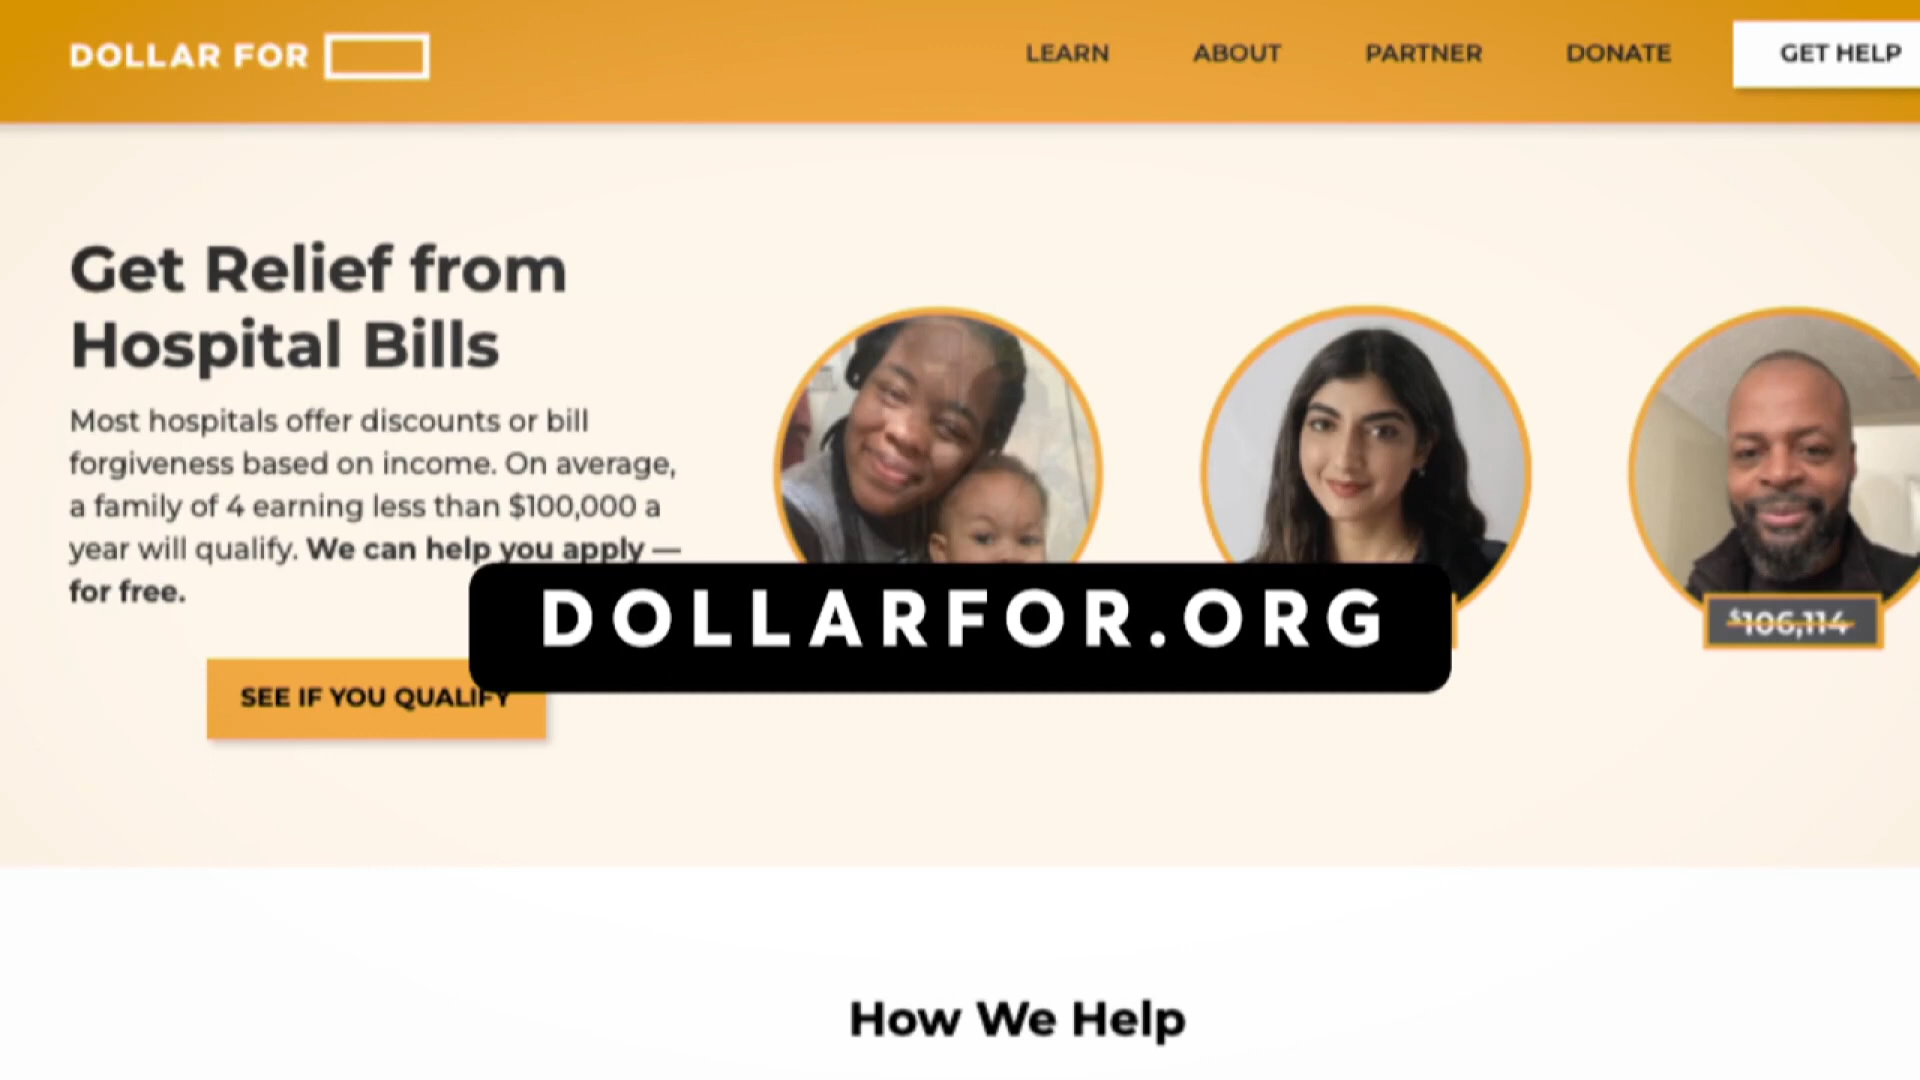 DOLLAR FOR
LEARN ABOUT PARTNER DONATE GET HELP
Get Relief from
Hospital Bills
Most hospitals offer discounts or bill
forgiveness based on income. On average,
a family of 4 earning less than $100,000 a
year will qualify. We can help you apply —
for free.
$106,114
DOLLARFOR.ORG
SEE IF YOU QUALIFY
How We Help